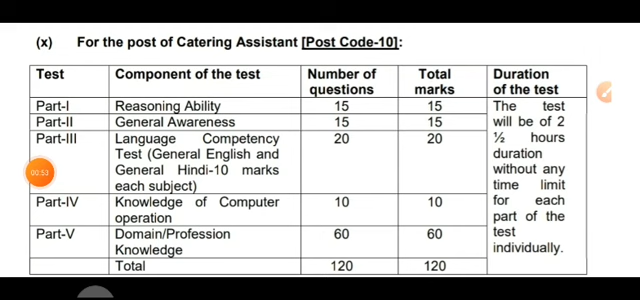 (x) For the post of Catering Assistant [Post Code-10]:
Test Component of the test Number of questions Total marks Duration of the test
Part-I Reasoning Ability 15 15
Part-II General Awareness 15 15
Part-III Language Competency Test (General English and General Hindi-10 marks each subject) 20 20
Part-IV Knowledge of Computer operation 10 10
Part-V Domain/Profession Knowledge 60 60
Total 120 120
The test will be of 2 ½ hours duration without any time limit for each part of the test individually.
00:53